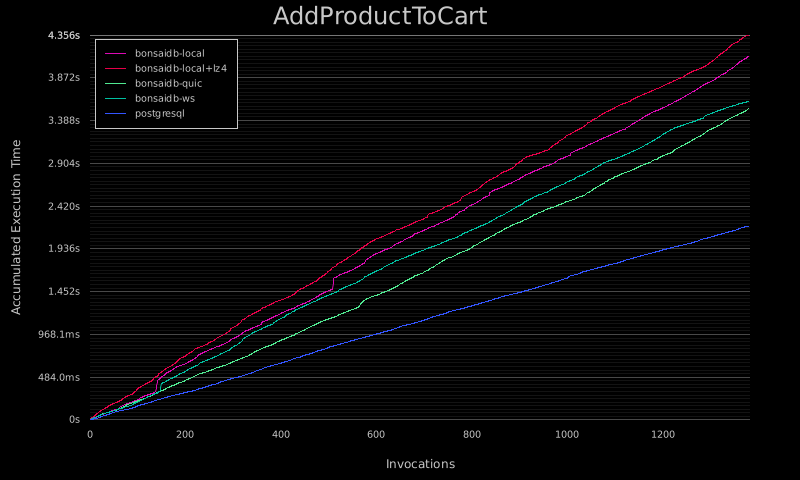 AddProductToCart
4.356s
3.872s
3.388s
2.904s
2.420s
1.936s
1.452s
968.1ms
484.0ms
0s
bonsaidb-local
bonsaidb-local+lz4
bonsaidb-quic
bonsaidb-ws
postgresql
Accumulated Execution Time
0 200 400 600 800 1000 1200
Invocations